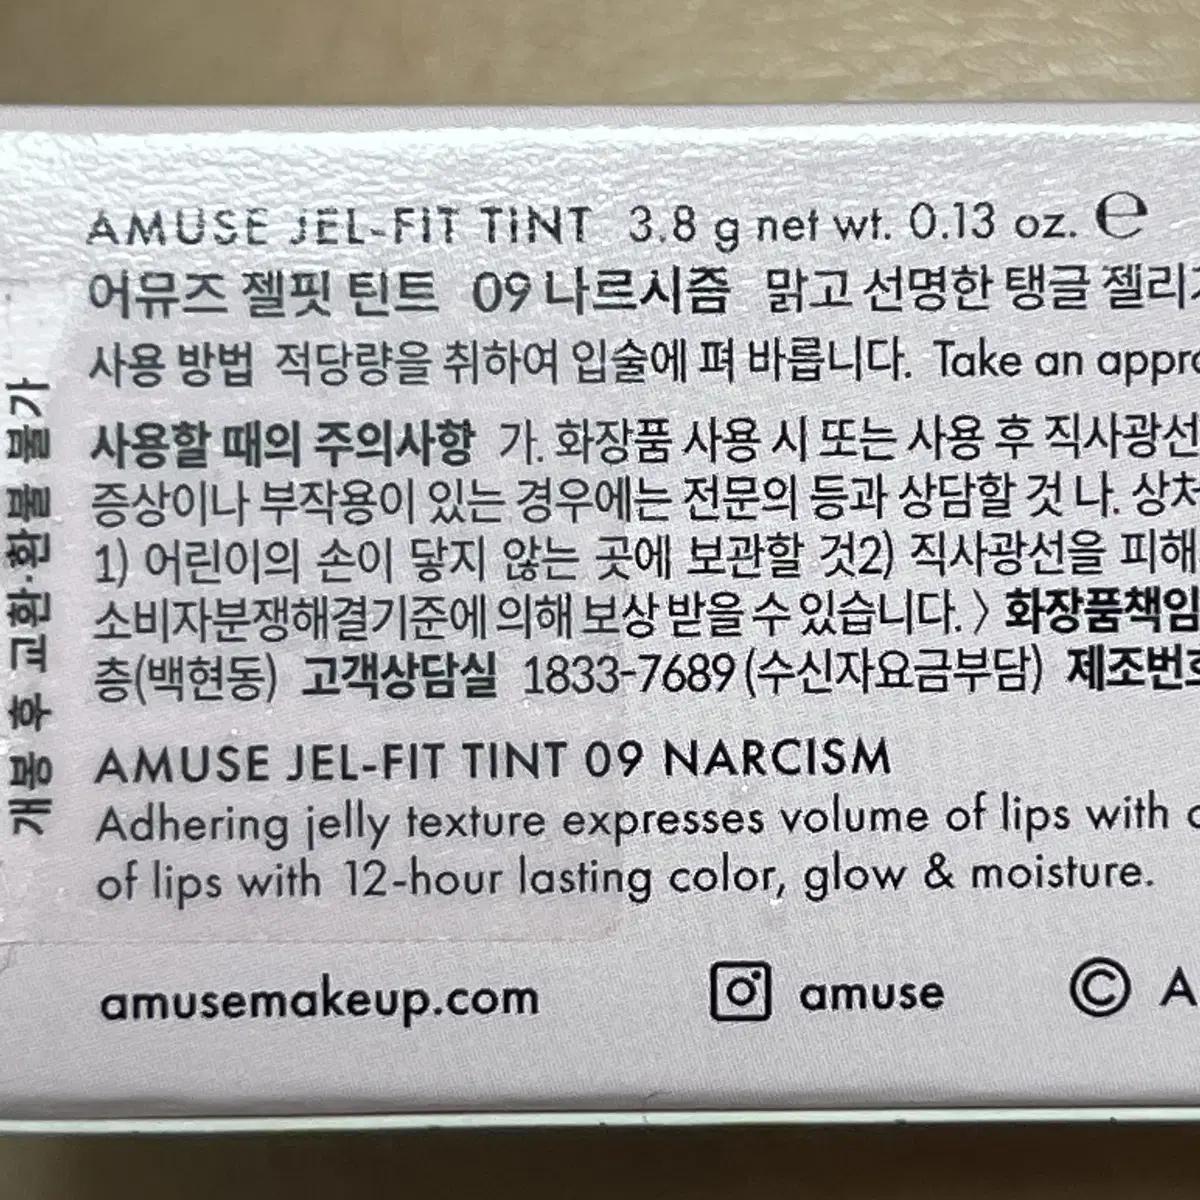 AMUSE JEL-FIT TINT 3.8 g net wt. 0.13 oz. ℮
어뮤즈 젤핏 틴트 09 나르시즘 맑고 선명한 탱글 젤리
사용 방법 적당량을 취하여 입술에 펴 바릅니다. Take an appro
사용할 때의 주의사항 가. 화장품 사용 시 또는 사용 후 직사광선
증상이나 부작용이 있는 경우에는 전문의 등과 상담할 것 나. 상처
1) 어린이의 손이 닿지 않는 곳에 보관할 것2) 직사광선을 피해
소비자분쟁해결기준에 의해 보상 받을 수 있습니다. 〉 화장품책임
층(백현동) 고객상담실 1833-7689 (수신자요금부담) 제조번호
AMUSE JEL-FIT TINT 09 NARCISM
Adhering jelly texture expresses volume of lips with
of lips with 12-hour lasting color, glow & moisture.
amusemakeup.com amuse © A
개봉 후 교환·환불 불가